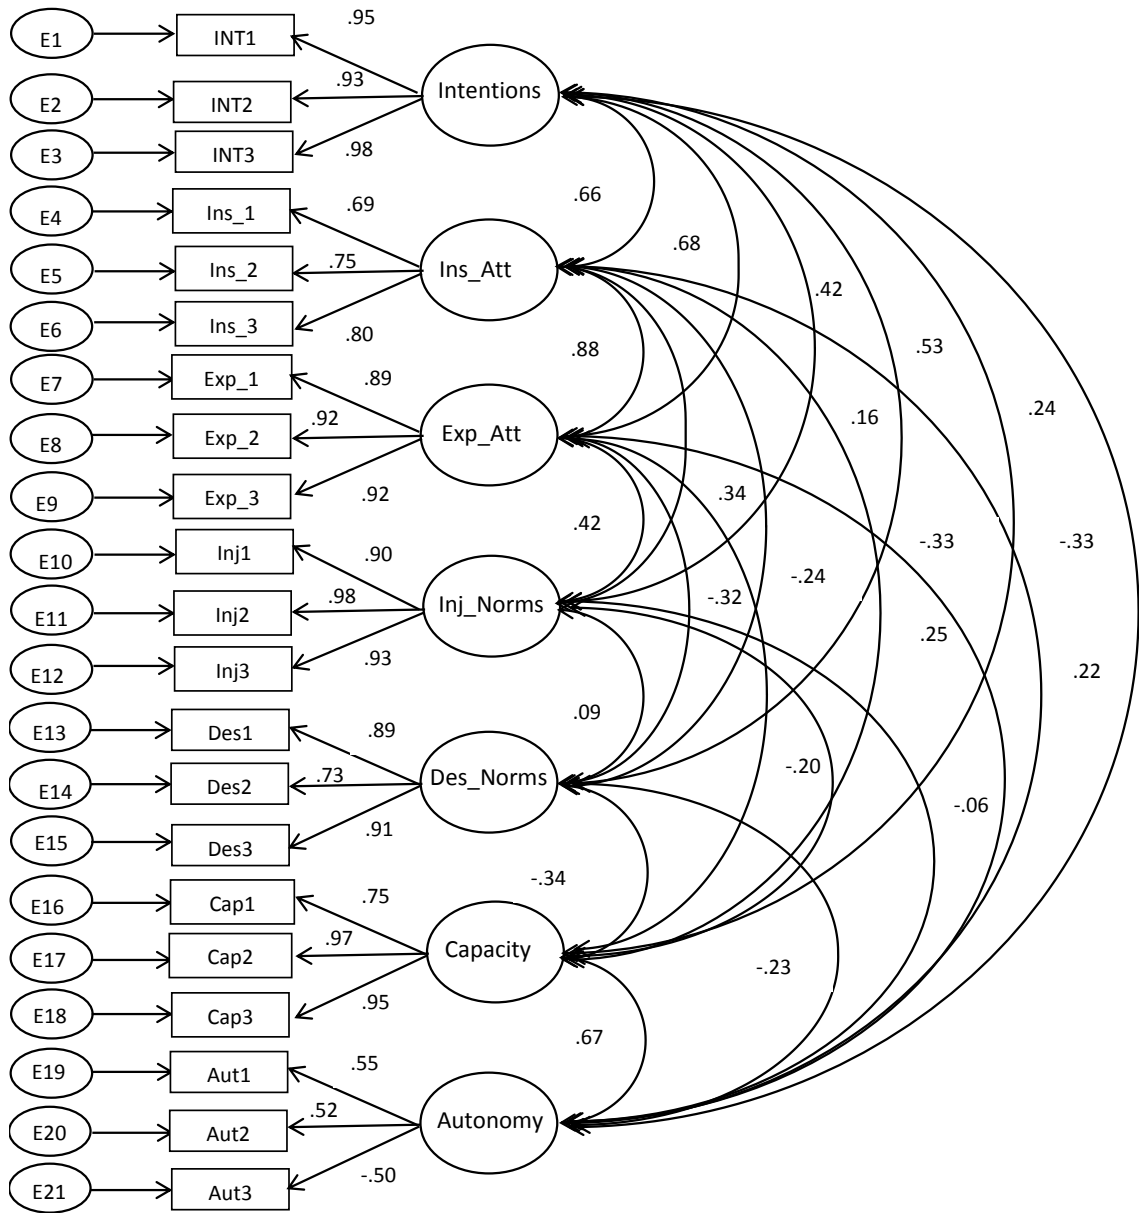 E1 INT1 .95
E2 INT2 .93 Intentions
E3 INT3 .98
E4 Ins_1 .69 .66
E5 Ins_2 .75 Ins_Att .68 .42
E6 Ins_3 .80 .88 .53
E7 Exp_1 .89 .16 .24
E8 Exp_2 .92 Exp_Att
E9 Exp_3 .92 .42 .34
E10 Inj1 .90 -.24 -.33 -.33
E11 Inj2 .98 Inj_Norms -.32 .25
E12 Inj3 .93 .22
E13 Des1 .89 .09
E14 Des2 .73 Des_Norms -.20
E15 Des3 .91 -.06
E16 Cap1 .75 -.34
E17 Cap2 .97 Capacity -.23
E18 Cap3 .95 .67
E19 Aut1 .55
E20 Aut2 .52 Autonomy
E21 Aut3 -.50